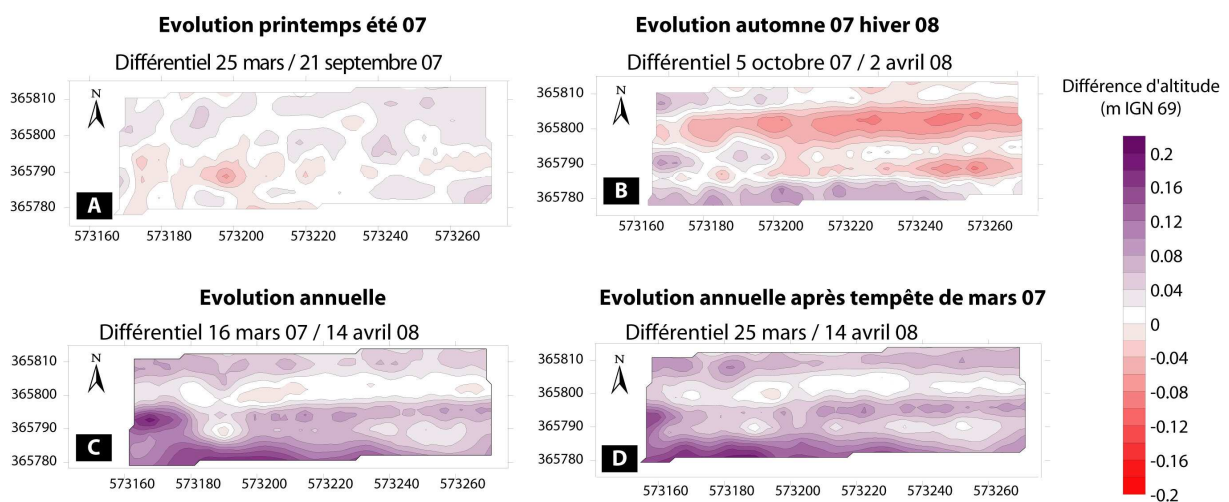 Evolution printemps été 07
Différentiel 25 mars / 21 septembre 07
N
365810
365800
365790
365780
A
573160 573180 573200 573220 573240 573260
Evolution automne 07 hiver 08
Différentiel 5 octobre 07 / 2 avril 08
N
365810
365800
365790
365780
B
573160 573180 573200 573220 573240 573260
Evolution annuelle
Différentiel 16 mars 07 / 14 avril 08
N
365810
365800
365790
365780
C
573160 573180 573200 573220 573240 573260
Evolution annuelle après tempête de mars 07
Différentiel 25 mars / 14 avril 08
N
365810
365800
365790
365780
D
573160 573180 573200 573220 573240 573260
Différence d'altitude
(m IGN 69)
0.2
0.16
0.12
0.08
0.04
0
-0.04
-0.08
-0.12
-0.16
-0.2